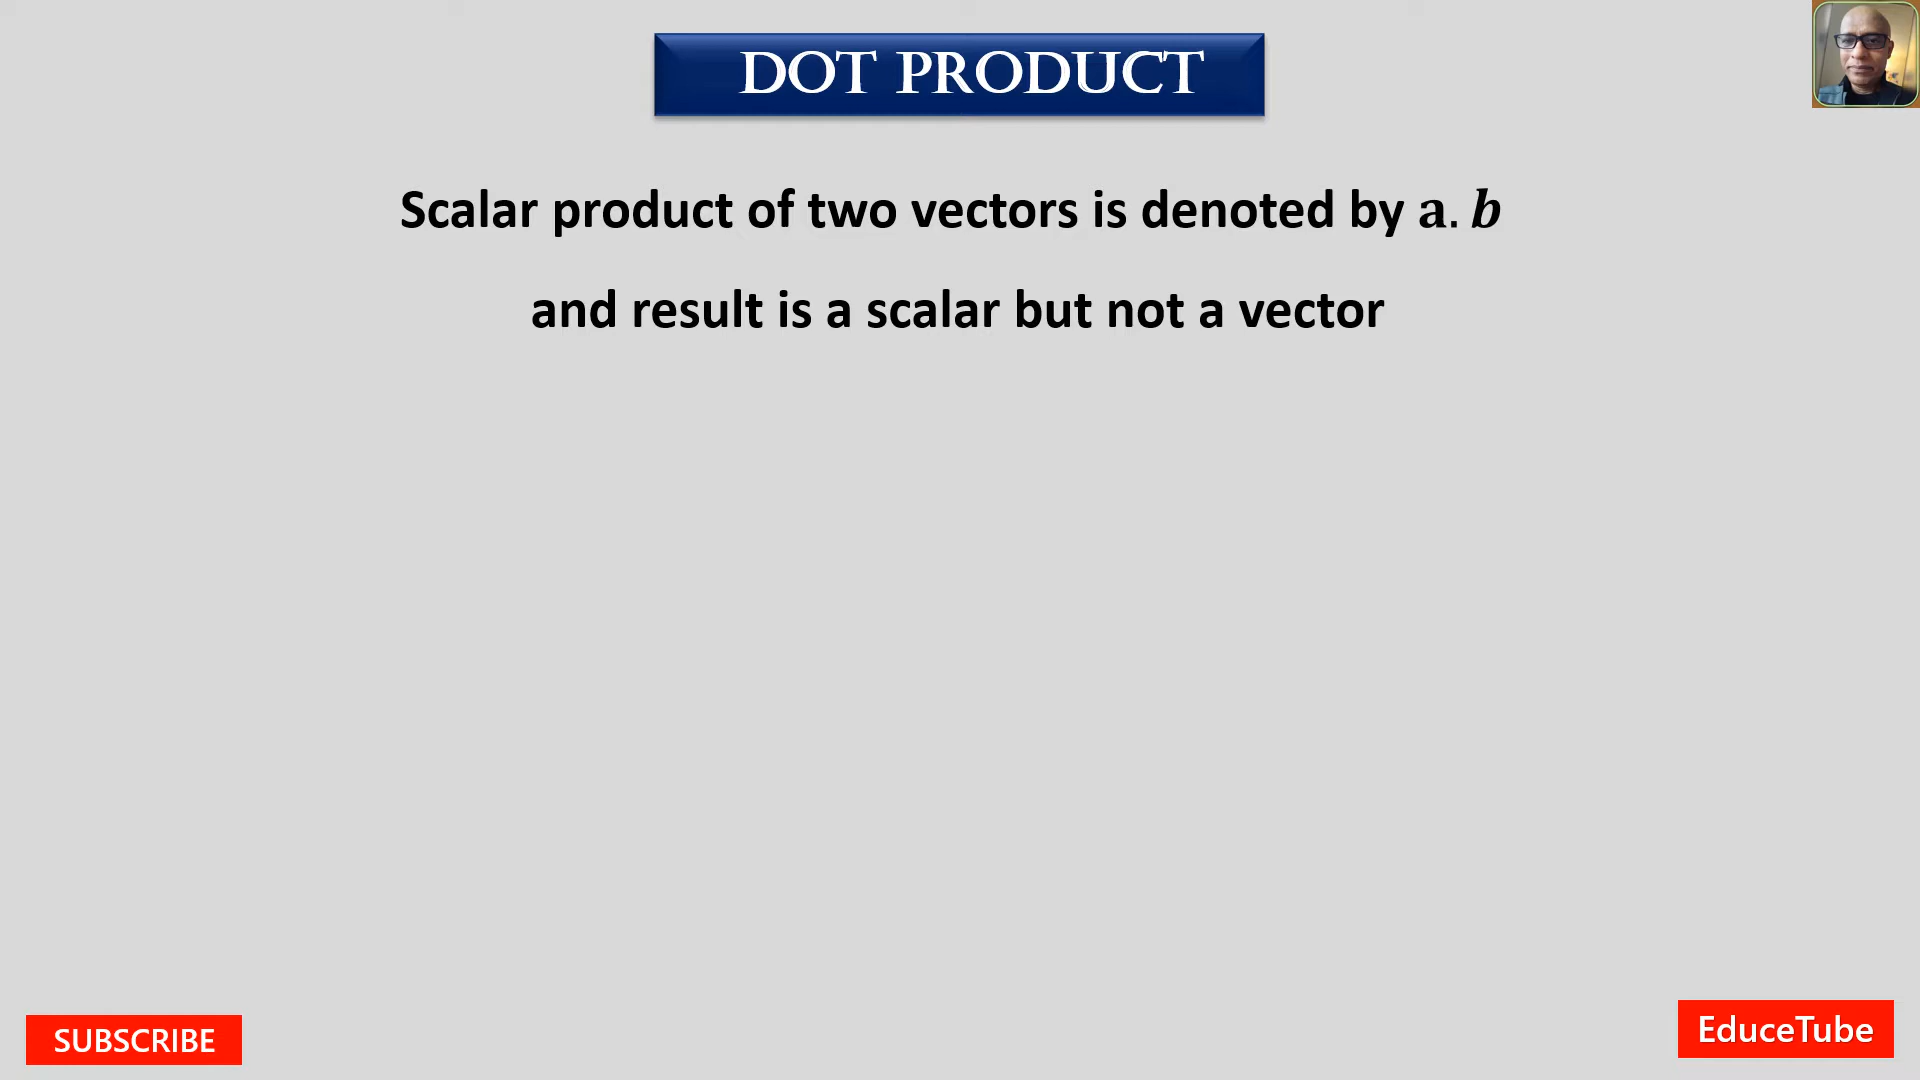 DOT PRODUCT
Scalar product of two vectors is denoted by a. b
and result is a scalar but not a vector
SUBSCRIBE
EduceTube